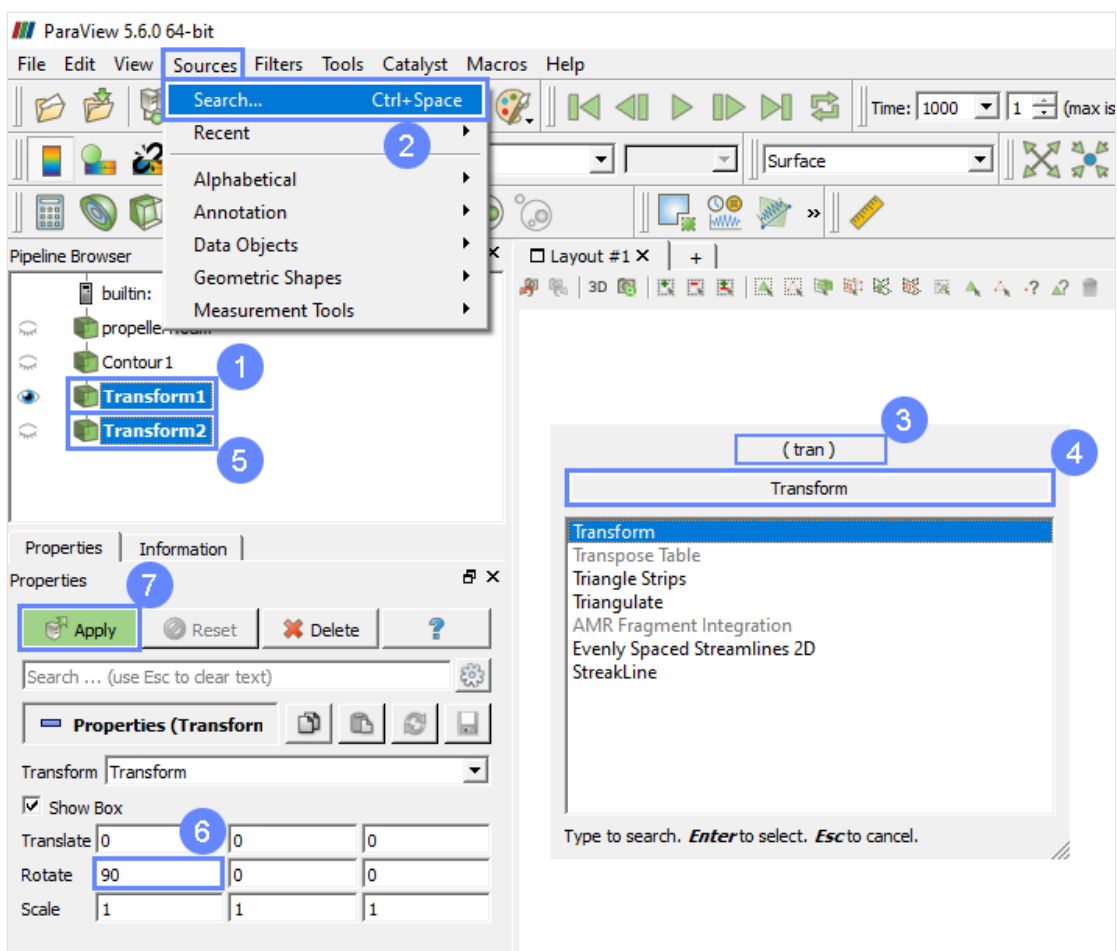 ParaView 5.6.0 64-bit
File Edit View Sources Filters Tools Catalyst Macros Help
Search... Ctrl+Space
Recent
2
Alphabetical
Annotation
Data Objects
Geometric Shapes
Measurement Tools
Time: 1000 1 (max is
Surface
»
Pipeline Browser
builtin:
Contour1
1
Transform1
Transform2
5
Layout #1 +
3D
3
( tran )
4
Transform
Transform
Transpose Table
Triangle Strips
Triangulate
AMR Fragment Integration
Evenly Spaced Streamlines 2D
StreakLine
Type to search. Enter to select. Esc to cancel.
Properties Information
Properties
7
Apply Reset Delete ?
Search ... (use Esc to clear text)
Properties (Transforn
Transform Transform
Show Box
6
Translate 0 0 0
Rotate 90 0 0
Scale 1 1 1